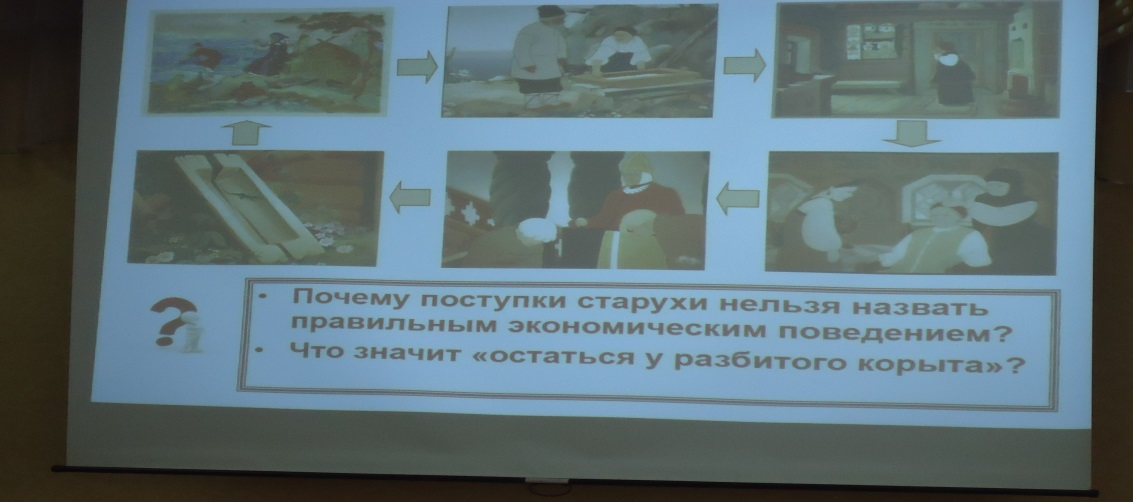 • Почему поступки старухи нельзя назвать
правильным экономическим поведением?
• Что значит «остаться у разбитого корыта»?